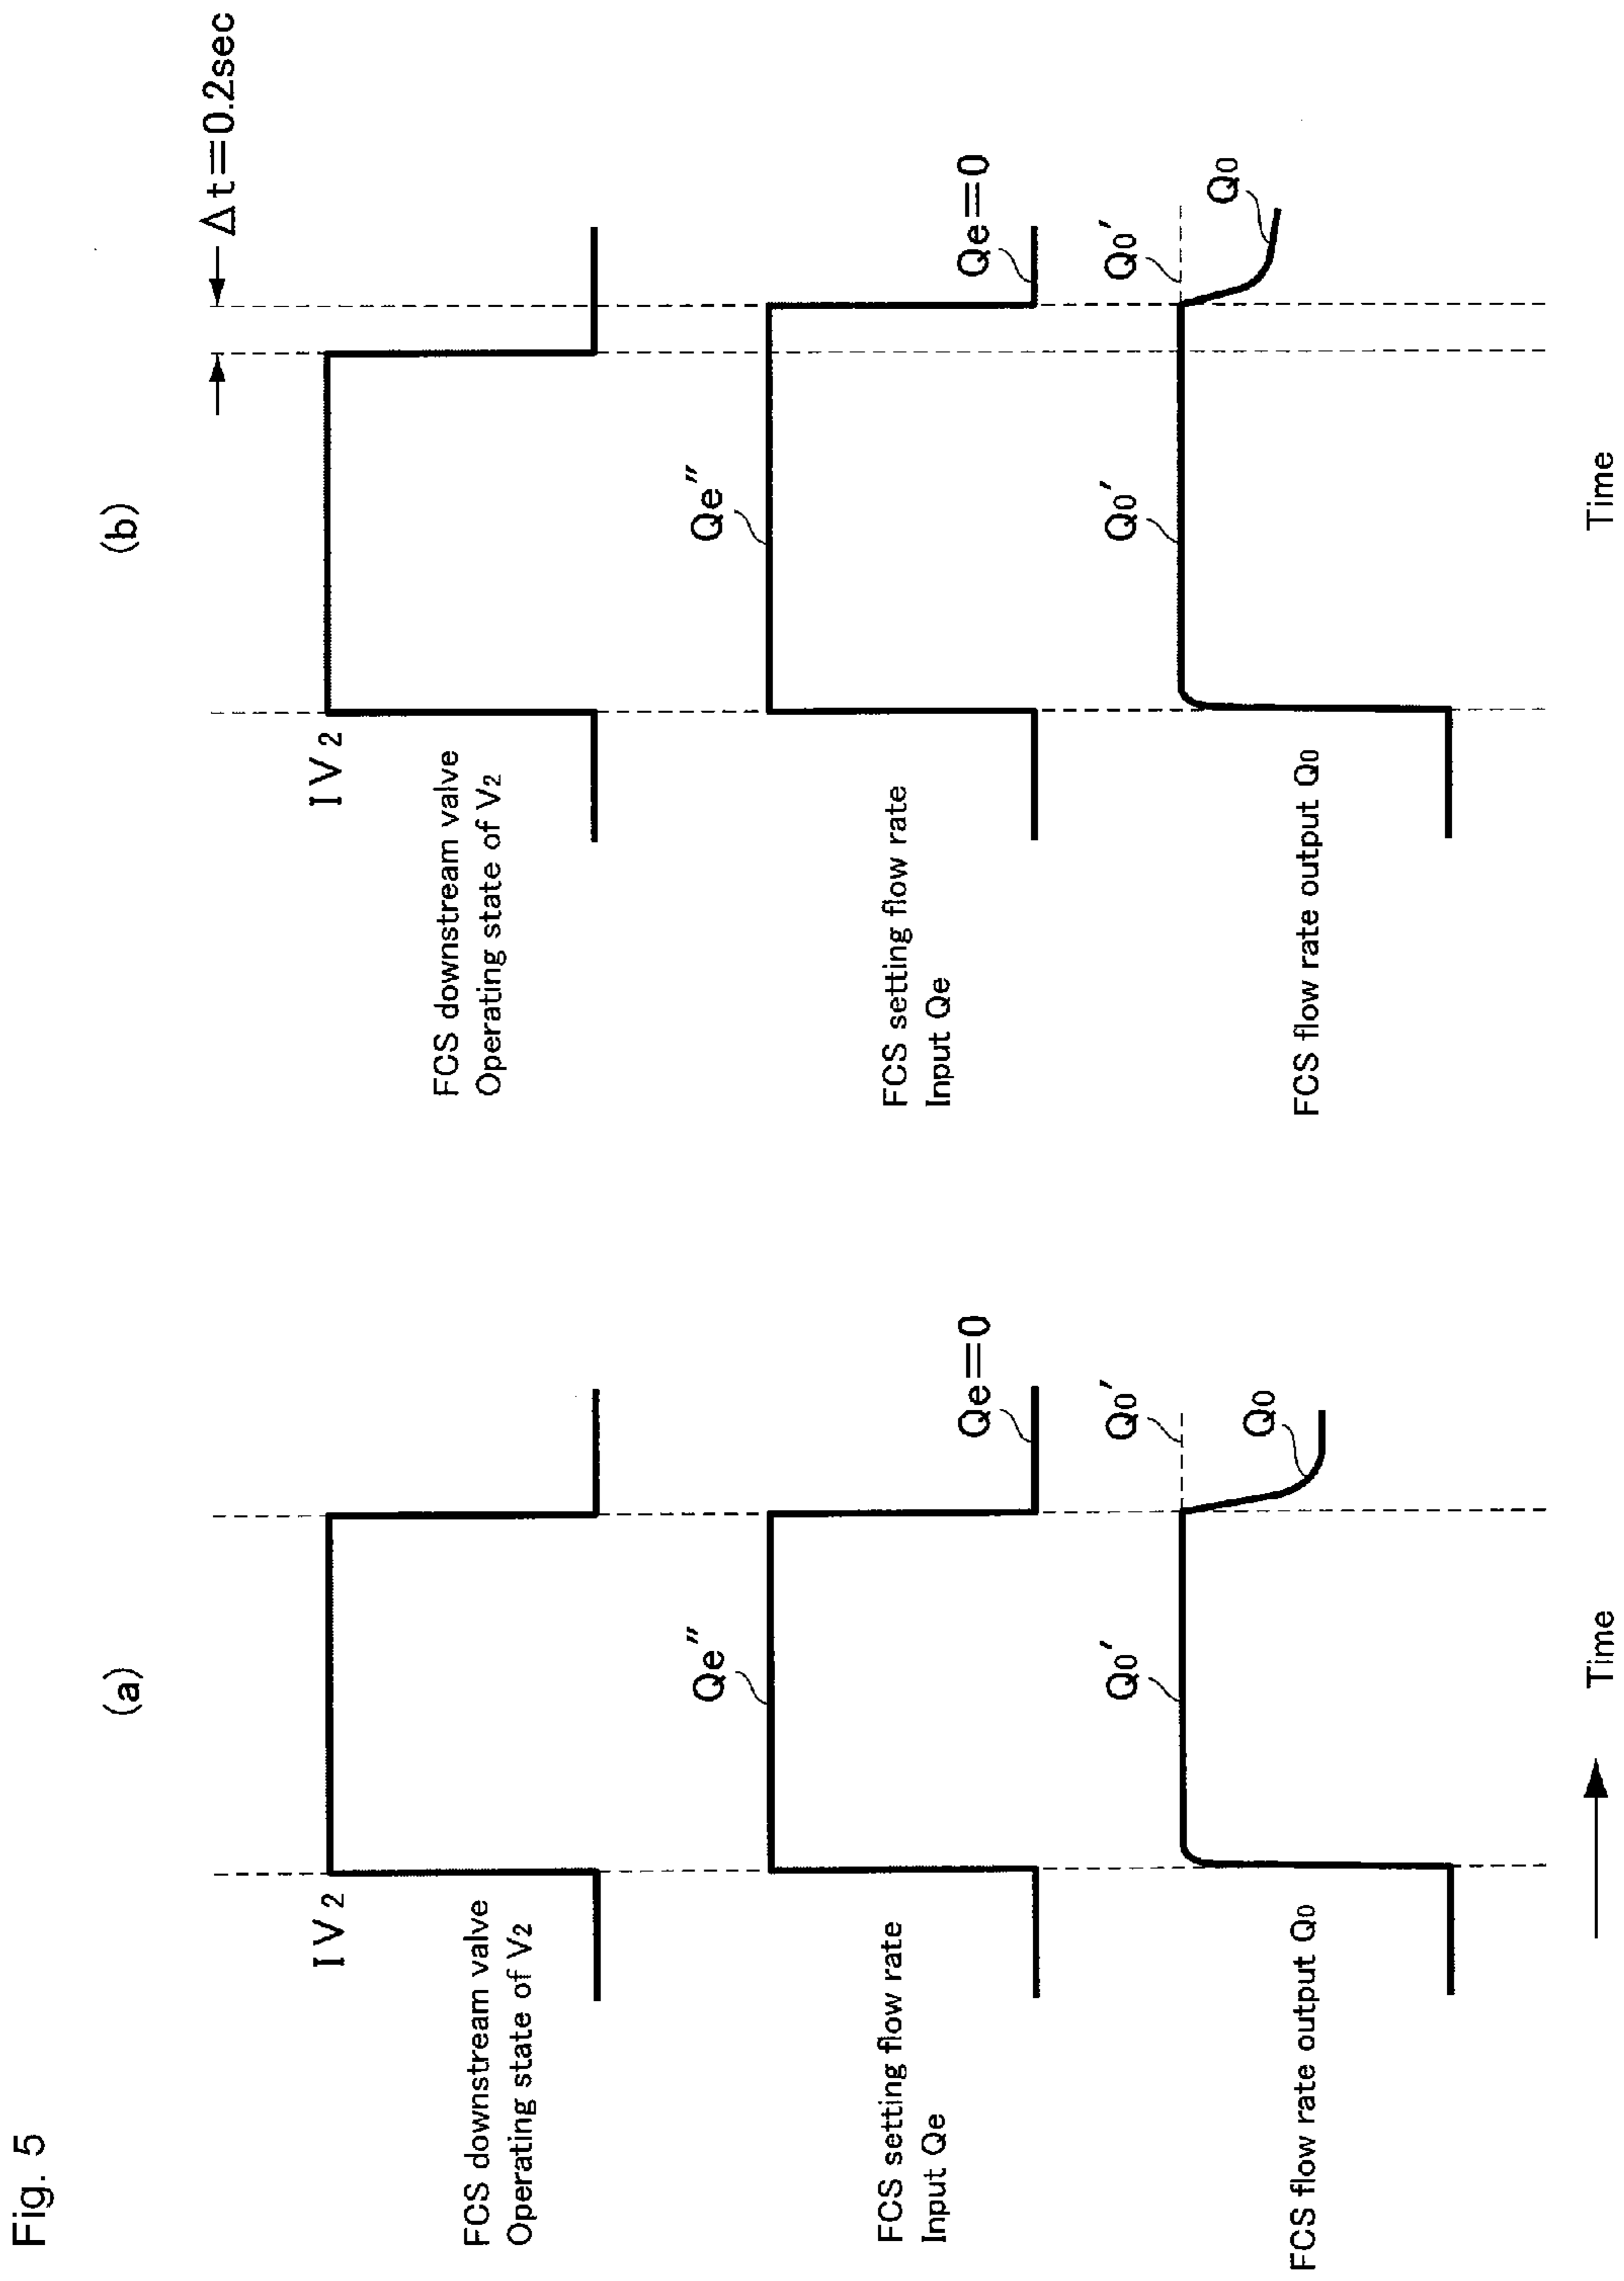 Fig. 5
(a)
IV2
FCS downstream valve
Operating state of V2
Qe″
Qe=0
FCS setting flow rate
Input Qe
Q0′
Q0′
Q0
FCS flow rate output Q0
Time
(b)
Δt=0.2sec
IV2
FCS downstream valve
Operating state of V2
Qe″
Qe=0
FCS setting flow rate
Input Qe
Q0′
Q0′
Q0
FCS flow rate output Q0
Time